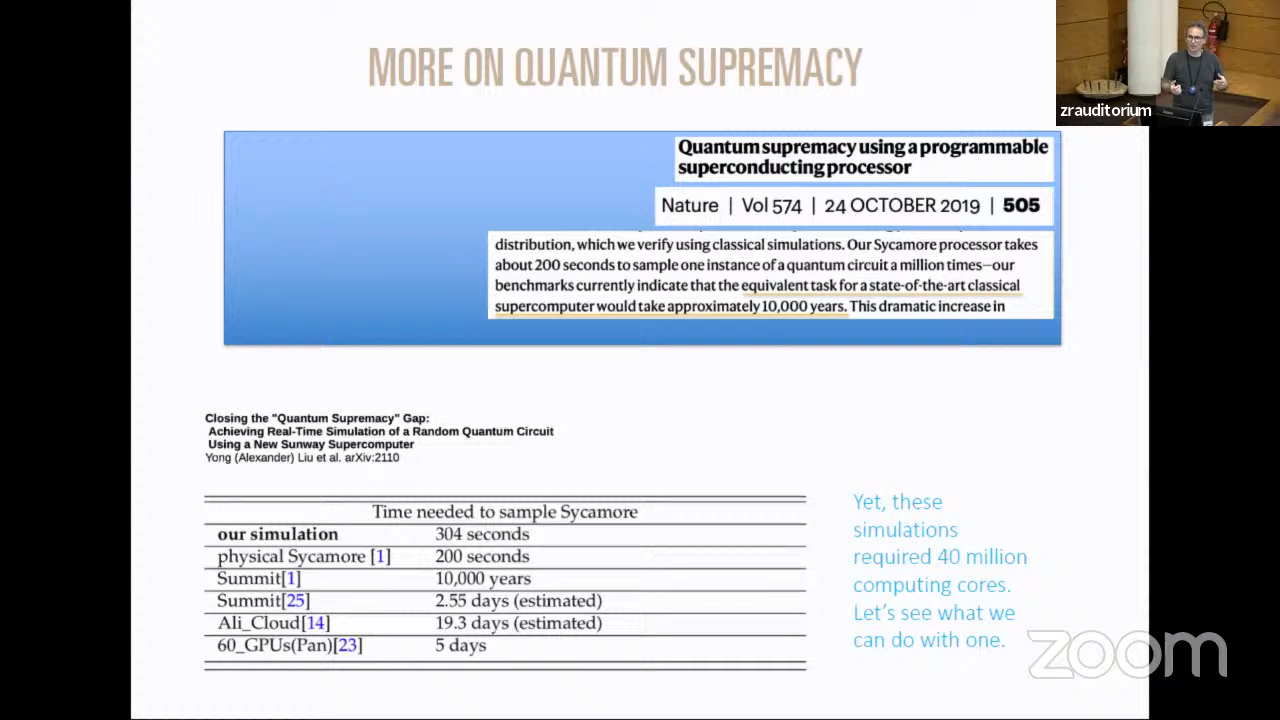 MORE ON QUANTUM SUPREMACY
zrauditorium
Quantum supremacy using a programmable
superconducting processor
Nature | Vol 574 | 24 OCTOBER 2019 | 505
distribution, which we verify using classical simulations. Our Sycamore processor takes
about 200 seconds to sample one instance of a quantum circuit a million times—our
benchmarks currently indicate that the equivalent task for a state-of-the-art classical
supercomputer would take approximately 10,000 years. This dramatic increase in
Closing the "Quantum Supremacy" Gap:
Achieving Real-Time Simulation of a Random Quantum Circuit
Using a New Sunway Supercomputer
Yong (Alexander) Liu et al. arXiv:2110
Time needed to sample Sycamore
our simulation 304 seconds
physical Sycamore [1] 200 seconds
Summit[1] 10,000 years
Summit[25] 2.55 days (estimated)
Ali_Cloud[14] 19.3 days (estimated)
60_GPUs(Pan)[23] 5 days
Yet, these
simulations
required 40 million
computing cores.
Let's see what we
can do with one.
zoom